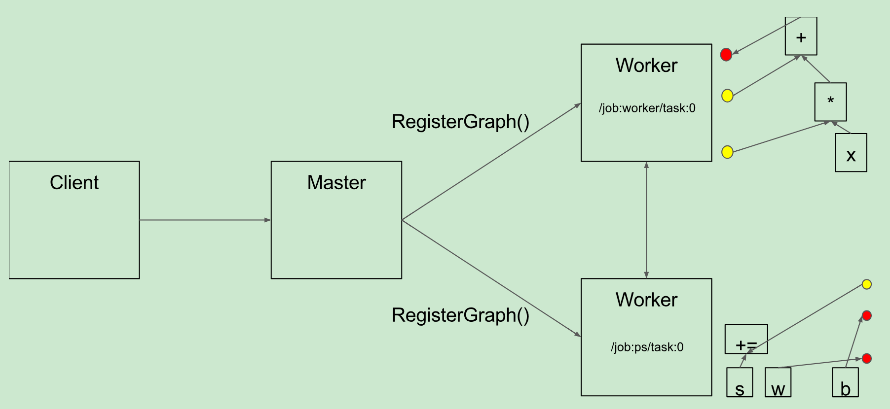 Client
Master
RegisterGraph()
RegisterGraph()
Worker
/job:worker/task:0
Worker
/job:ps/task:0
+
*
x
+=
s
w
b